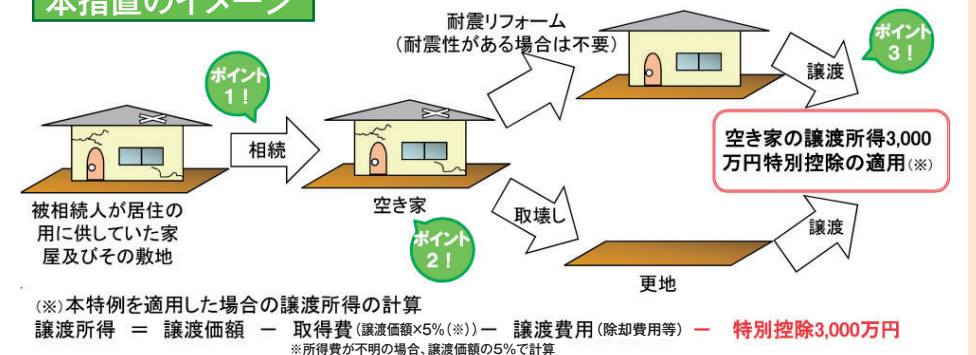 本措置のイメージ
耐震リフォーム
(耐震性がある場合は不要)
ポイント
1!
相続
譲渡
ポイント
3!
空き家の譲渡所得3,000
万円特別控除の適用(※)
被相続人が居住の
用に供していた家
屋及びその敷地
空き家
ポイント
2!
取壊し
更地
譲渡
(※)本特例を適用した場合の譲渡所得の計算
譲渡所得 = 譲渡価額 − 取得費(譲渡価額×5%(※))− 譲渡費用(除却費用等) − 特別控除3,000万円
※所得費が不明の場合、譲渡価額の5%で計算